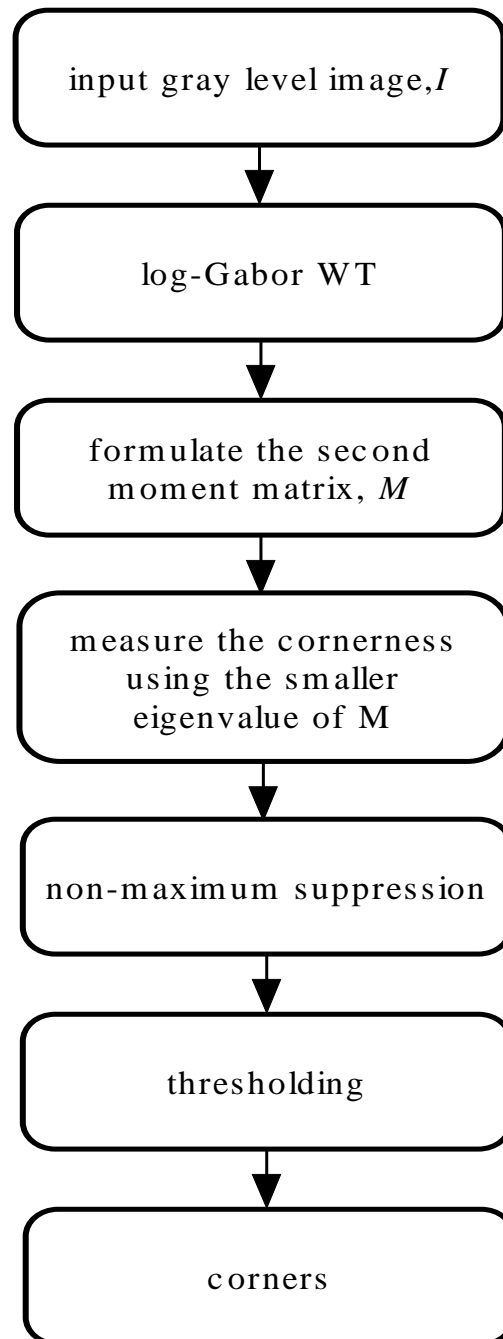 input gray level image,I
log-Gabor WT
formulate the second
moment matrix, M
measure the cornerness
using the smaller
eigenvalue of M
non-maximum suppression
thresholding
corners